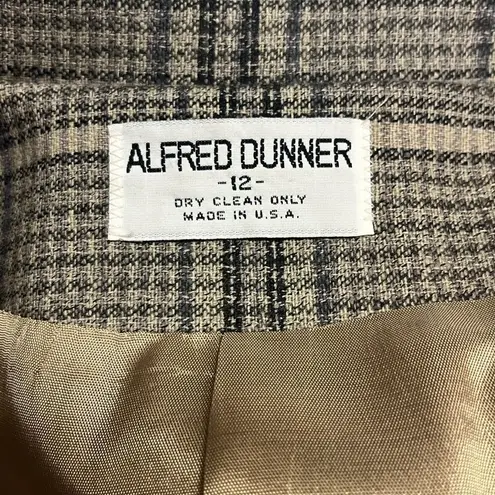 ALFRED DUNNER
-12-
DRY CLEAN ONLY
MADE IN U.S.A.